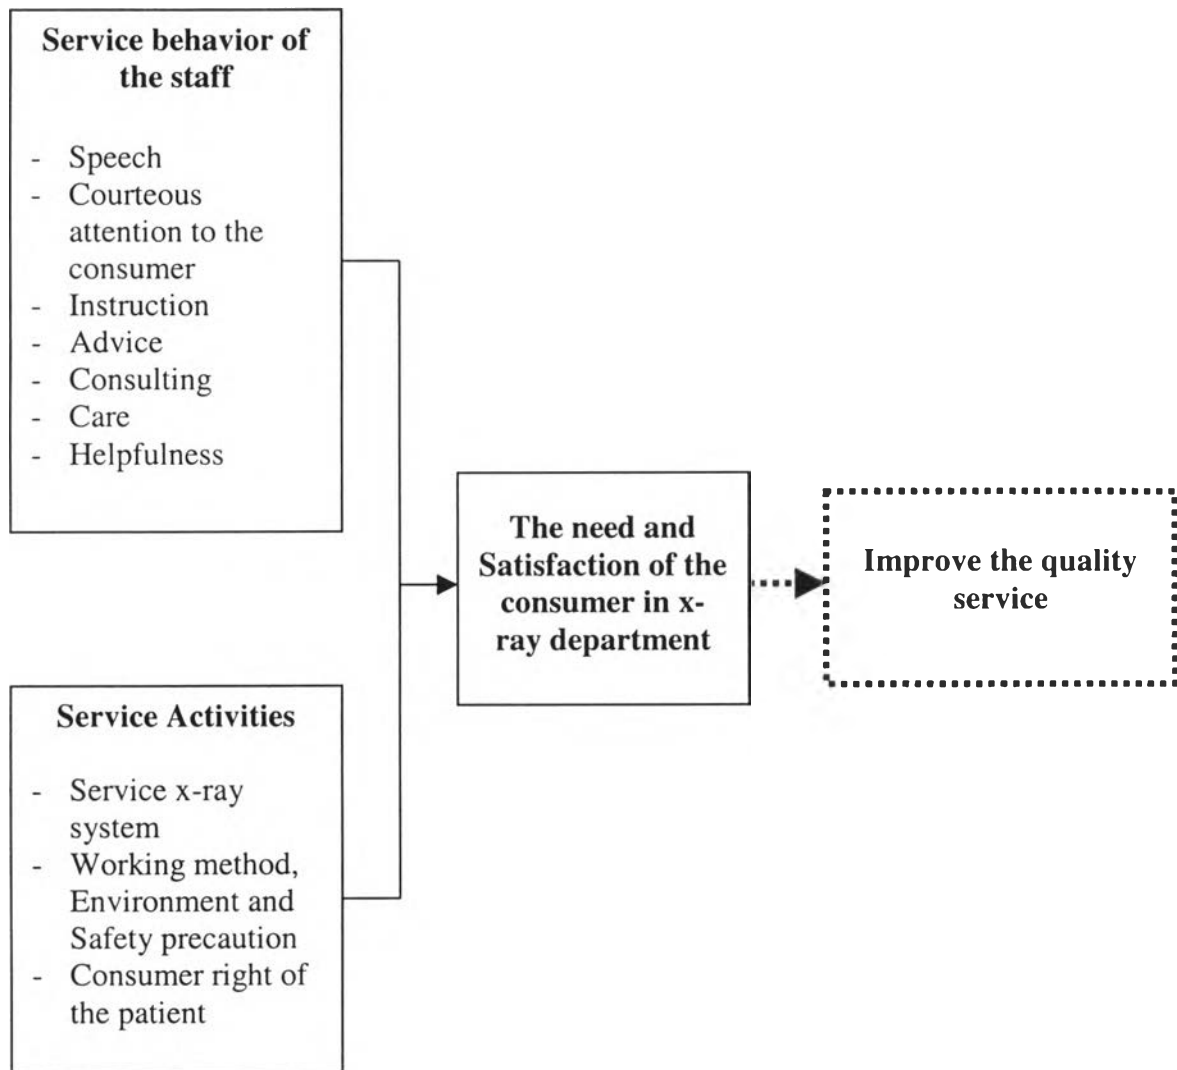 Service behavior of
the staff
- Speech
- Courteous
attention to the
consumer
- Instruction
- Advice
- Consulting
- Care
- Helpfulness
The need and
Satisfaction of the
consumer in x-
ray department
Improve the quality
service
Service Activities
- Service x-ray
system
- Working method,
Environment and
Safety precaution
- Consumer right of
the patient